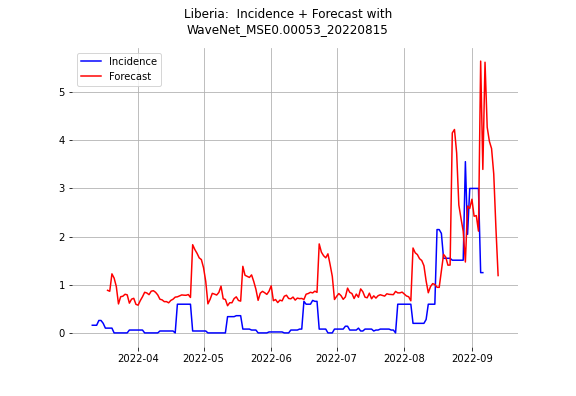 Liberia:  Incidence + Forecast with
WaveNet_MSE0.00053_20220815
Incidence
Forecast
5
4
3
2
1
0
2022-04 2022-05 2022-06 2022-07 2022-08 2022-09